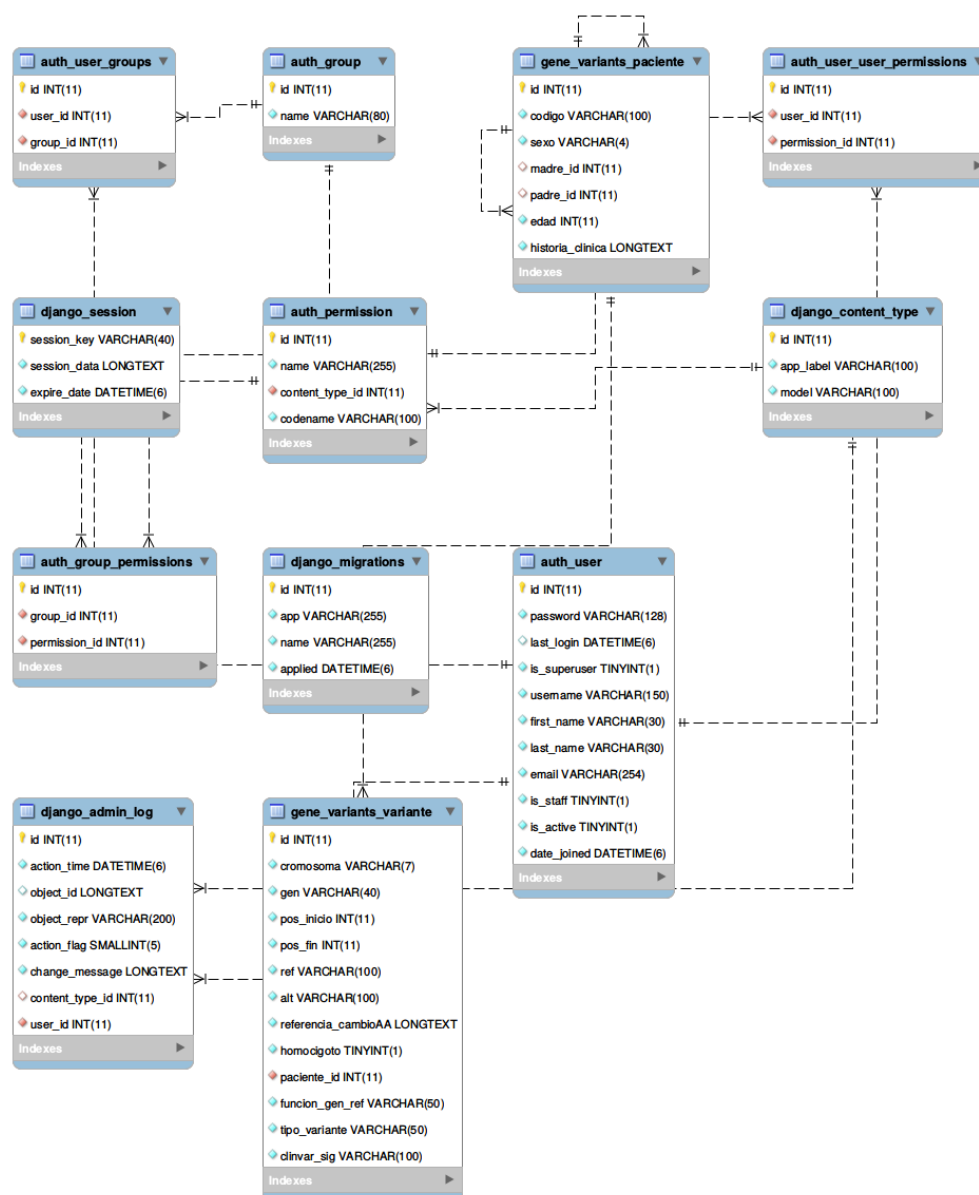 auth_user_groups
id INT(11)
user_id INT(11)
group_id INT(11)
Indexes
auth_group
id INT(11)
name VARCHAR(80)
Indexes
gene_variants_paciente
id INT(11)
codigo VARCHAR(100)
sexo VARCHAR(4)
madre_id INT(11)
padre_id INT(11)
edad INT(11)
historia_clinica LONGTEXT
Indexes
auth_user_user_permissions
id INT(11)
user_id INT(11)
permission_id INT(11)
Indexes
django_session
session_key VARCHAR(40)
session_data LONGTEXT
expire_date DATETIME(6)
Indexes
auth_permission
id INT(11)
name VARCHAR(255)
content_type_id INT(11)
codename VARCHAR(100)
Indexes
django_content_type
id INT(11)
app_label VARCHAR(100)
model VARCHAR(100)
Indexes
auth_group_permissions
id INT(11)
group_id INT(11)
permission_id INT(11)
Indexes
django_migrations
id INT(11)
app VARCHAR(255)
name VARCHAR(255)
applied DATETIME(6)
Indexes
auth_user
id INT(11)
password VARCHAR(128)
last_login DATETIME(6)
is_superuser TINYINT(1)
username VARCHAR(150)
first_name VARCHAR(30)
last_name VARCHAR(30)
email VARCHAR(254)
is_staff TINYINT(1)
is_active TINYINT(1)
date_joined DATETIME(6)
Indexes
django_admin_log
id INT(11)
action_time DATETIME(6)
object_id LONGTEXT
object_repr VARCHAR(200)
action_flag SMALLINT(5)
change_message LONGTEXT
content_type_id INT(11)
user_id INT(11)
Indexes
gene_variants_variante
id INT(11)
cromosoma VARCHAR(7)
gen VARCHAR(40)
pos_inicio INT(11)
pos_fin INT(11)
ref VARCHAR(100)
alt VARCHAR(100)
referencia_cambioAA LONGTEXT
homocigoto TINYINT(1)
paciente_id INT(11)
funcion_gen_ref VARCHAR(50)
tipo_variante VARCHAR(50)
clinvar_sig VARCHAR(100)
Indexes